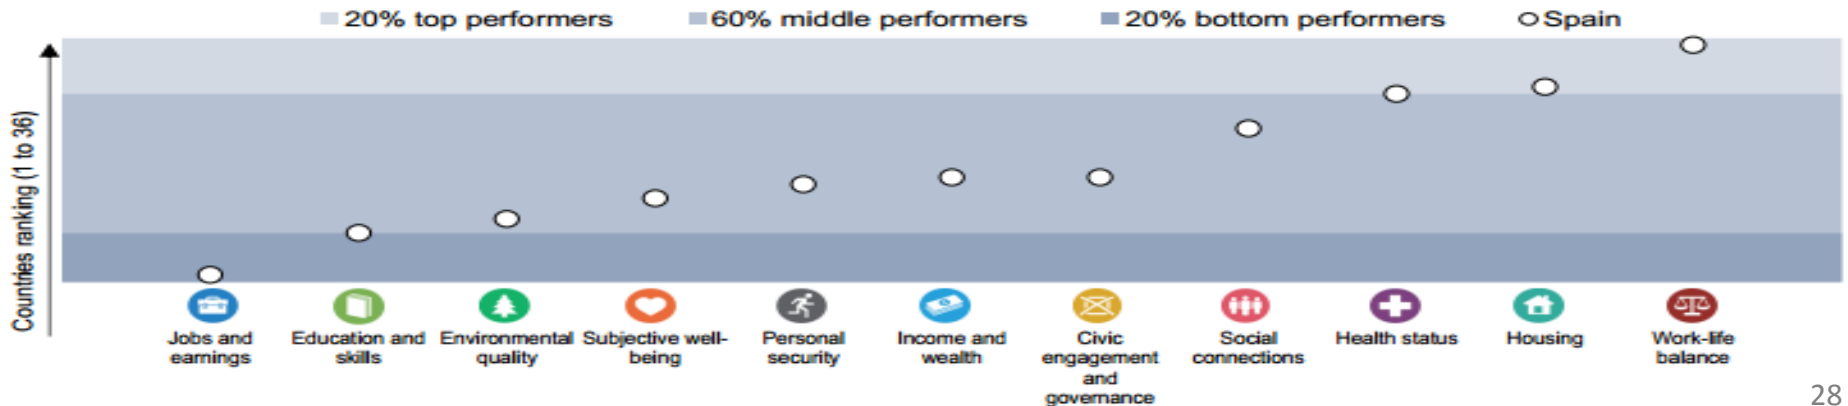 20% top performers 60% middle performers 20% bottom performers Spain
Countries ranking (1 to 36)
Jobs and
earnings
Education and
skills
Environmental
quality
Subjective well-
being
Personal
security
Income and
wealth
Civic
engagement
and
governance
Social
connections
Health status
Housing
Work-life
balance
28